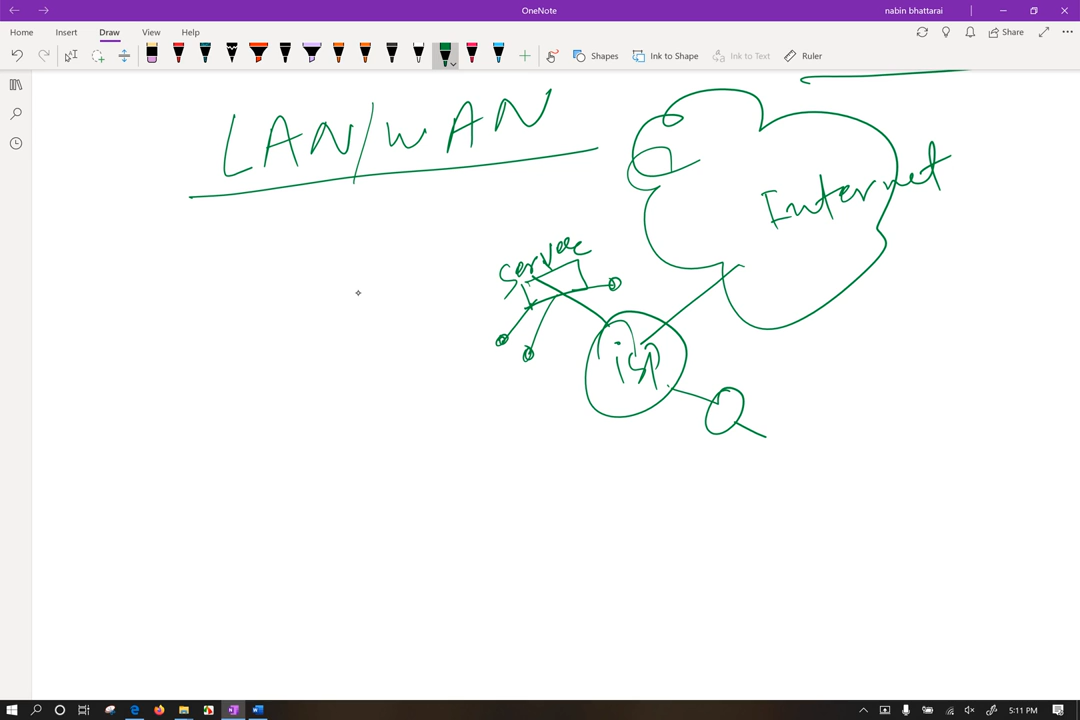 OneNote
nabin bhattarai
Home Insert Draw View Help
Share
Shapes
Ink to Shape
Ink to Text
Ruler
LAN/WAN
Internet
Server
isp
5:11 PM